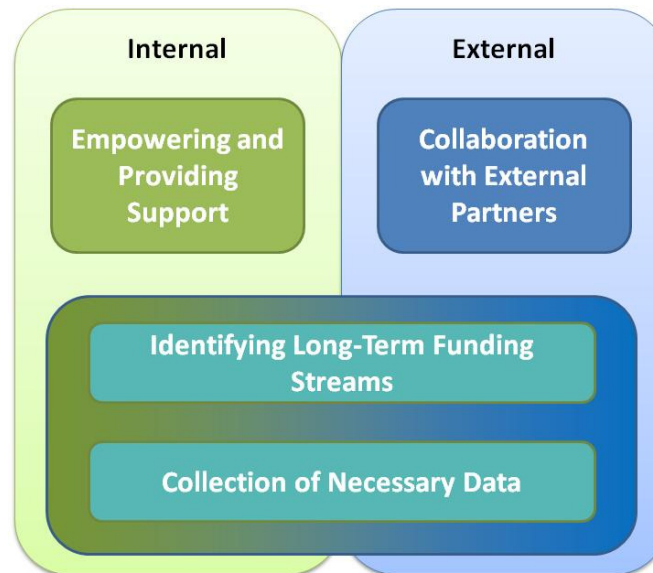 Internal
External
Empowering and
Providing
Support
Collaboration
with External
Partners
Identifying Long-Term Funding
Streams
Collection of Necessary Data